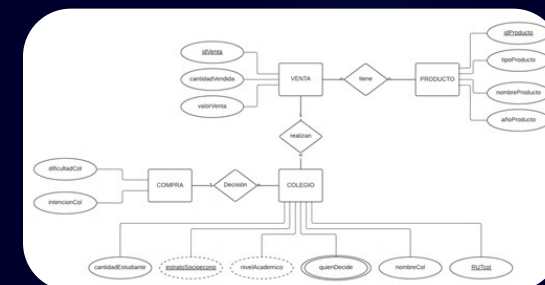 idProducto
idVenta
tipoProducto
cantidadVendida
VENTA
tiene
PRODUCTO
nombreProducto
valorVenta
añoProducto
realizan
dificultadCol
COMPRA
Decisión
COLEGIO
intencionCol
cantidadEstudiante
estratoSocioecono
nivelAcademico
quienDecide
nombreCol
RUTcol